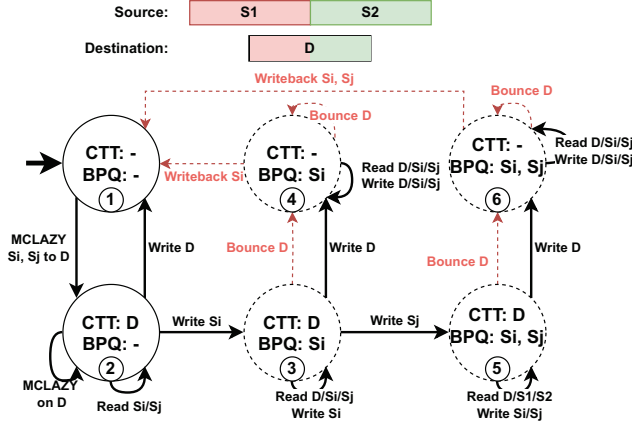 Source:
S1
S2
Destination:
D
Writeback Si, Sj
Bounce D
Bounce D
CTT: -
BPQ: -
1
Writeback Si
CTT: -
BPQ: Si
4
Read D/Si/Sj
Write D/Si/Sj
CTT: -
BPQ: Si, Sj
6
Read D/Si/Sj
Write D/Si/Sj
MCLAZY
Si, Sj to D
Write D
Bounce D
Write D
Bounce D
Write D
CTT: D
BPQ: -
2
Write Si
CTT: D
BPQ: Si
3
Write Sj
CTT: D
BPQ: Si, Sj
5
MCLAZY
on D
Read Si/Sj
Read D/Si/Sj
Write Si
Read D/S1/S2
Write Si/Sj